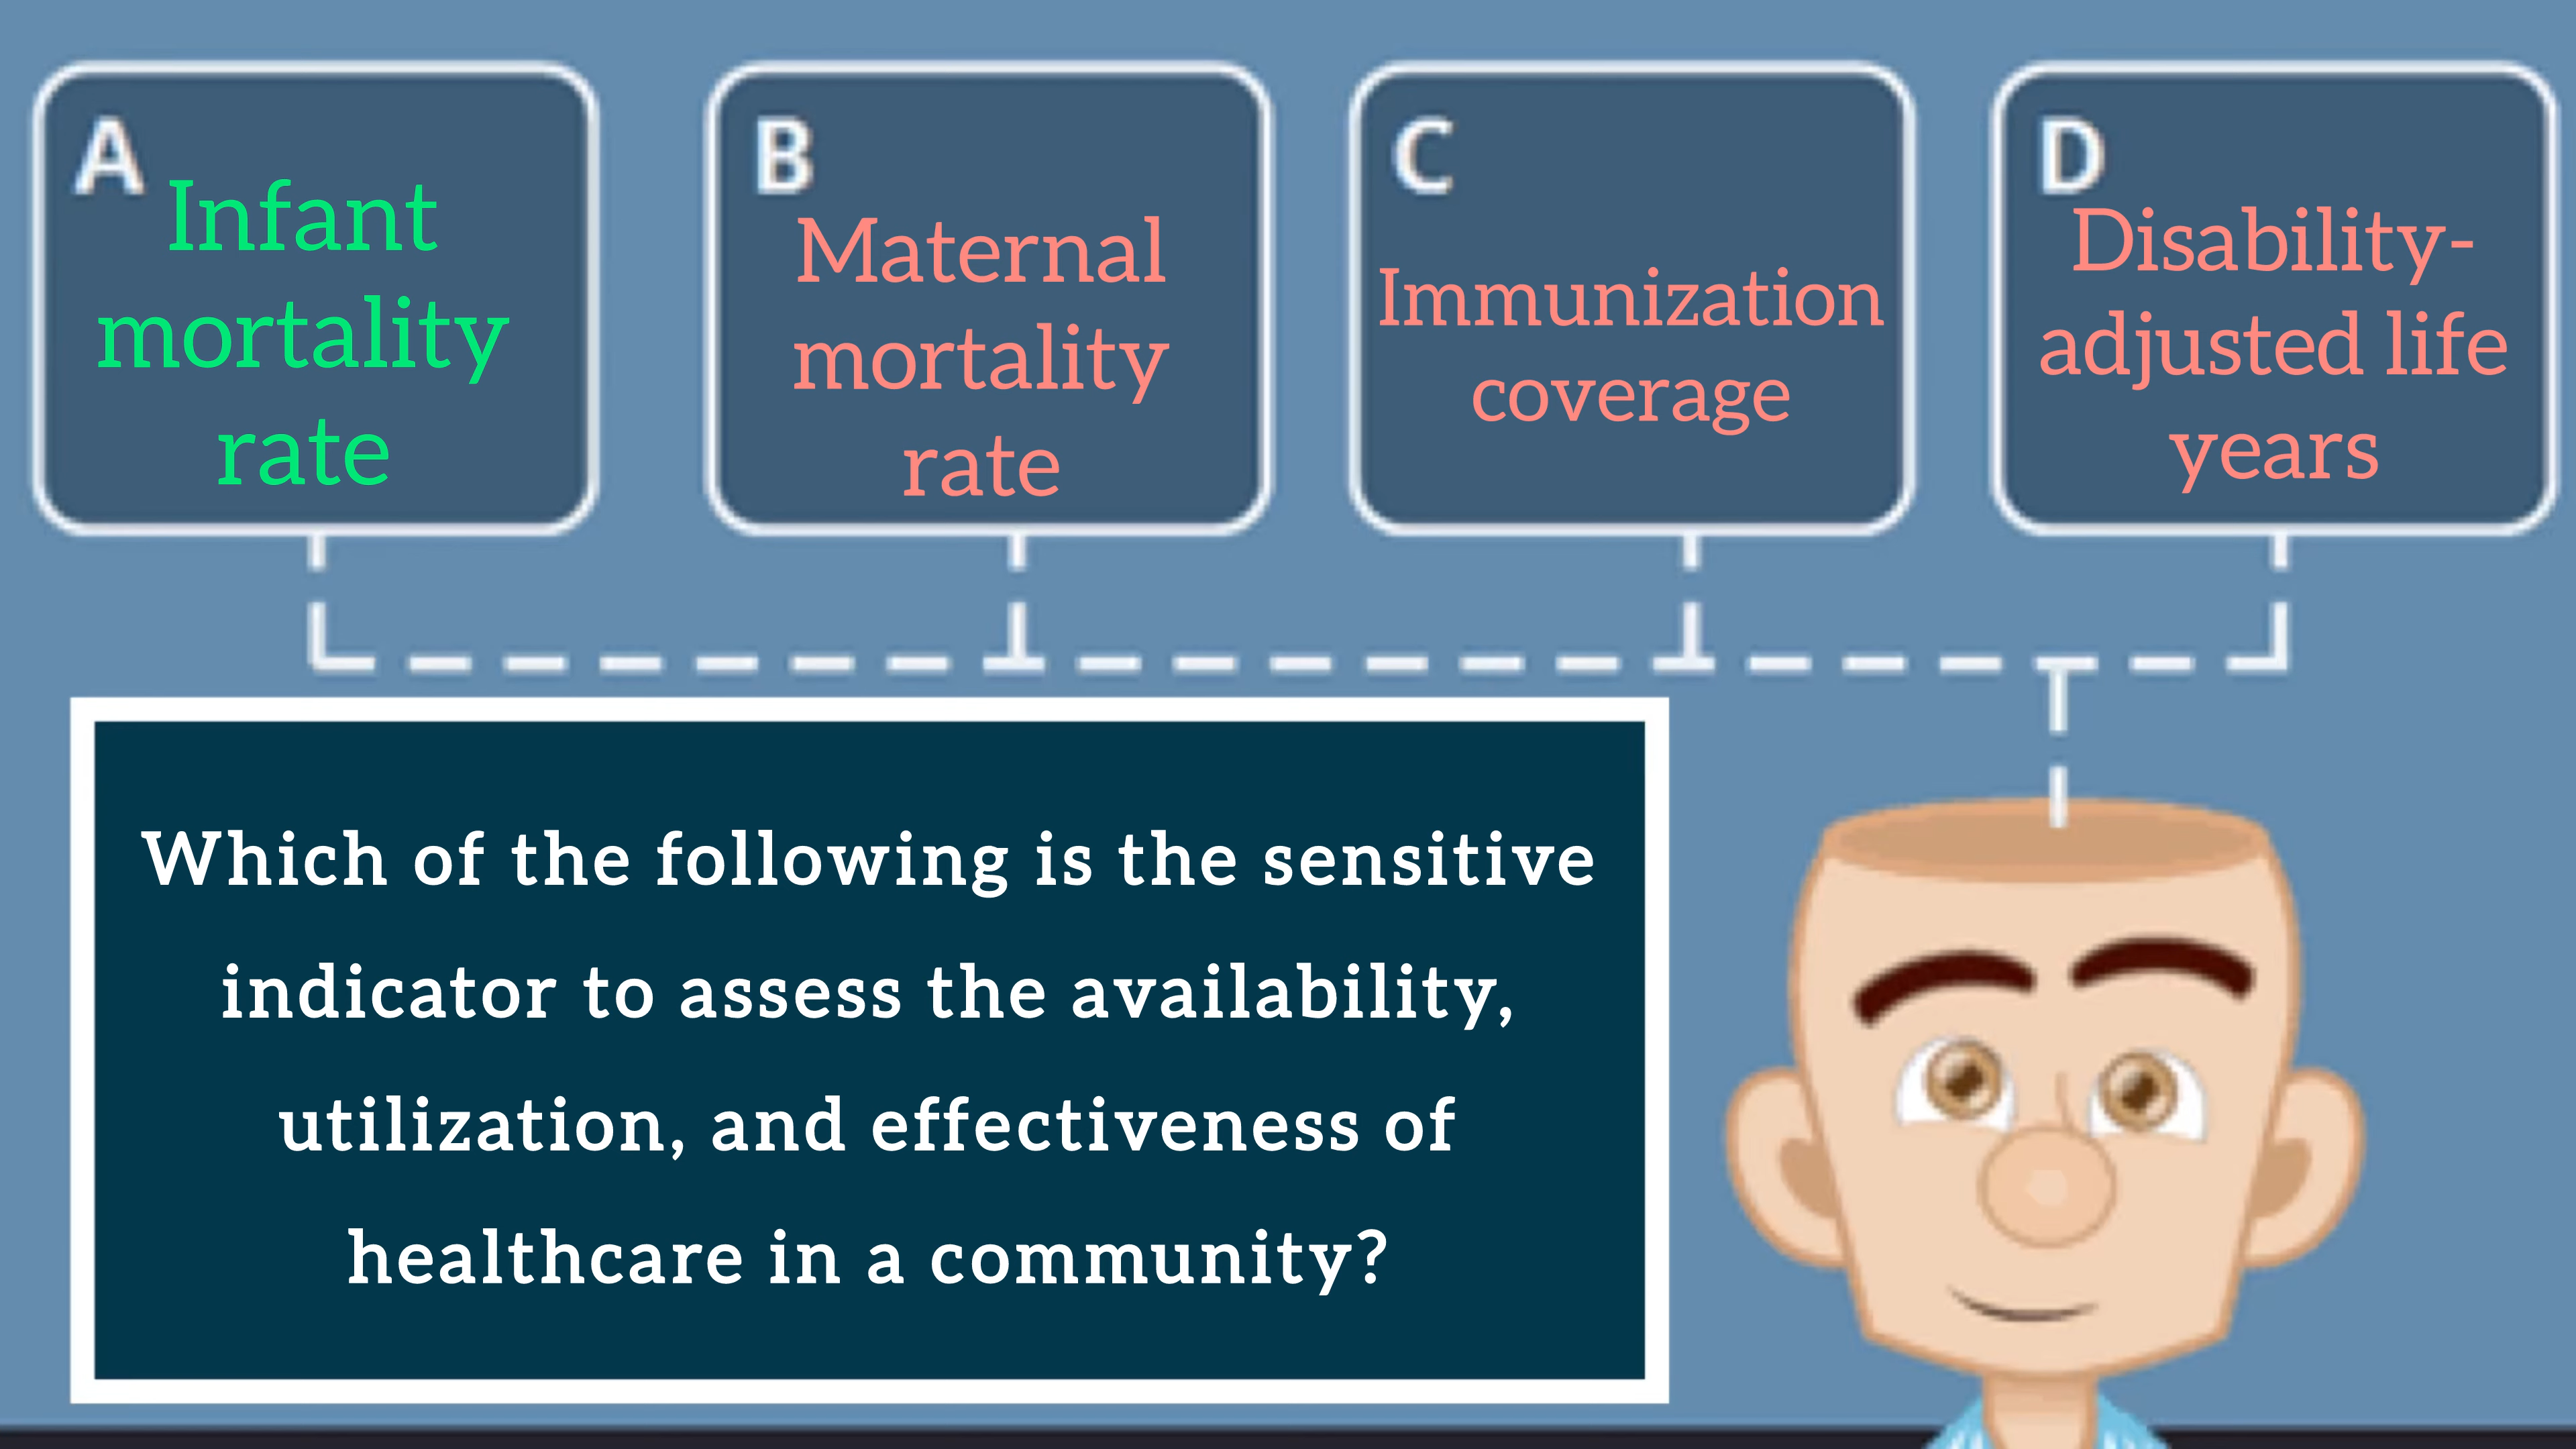 A
Infant
mortality
rate
B
Maternal
mortality
rate
C
Immunization
coverage
D
Disability-
adjusted life
years
Which of the following is the sensitive
indicator to assess the availability,
utilization, and effectiveness of
healthcare in a community?